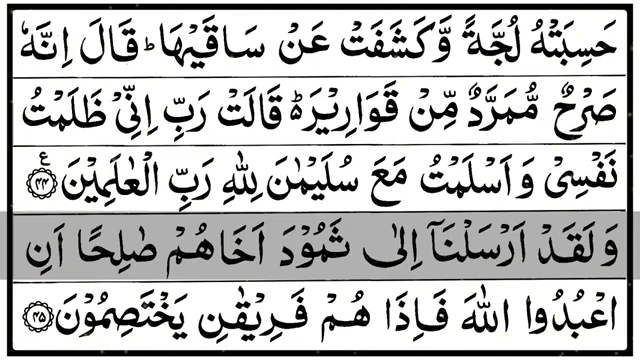 حَسِبَتْهُ لُجَّةً وَّكَشَفَتْ عَنْ سَاقَيْهَا ؕ قَالَ اِنَّهٗ
صَرْحٌ مُّمَرَّدٌ مِّنْ قَوَارِيْرَ ؕ۬ قَالَتْ رَبِّ اِنِّىْ ظَلَمْتُ
نَفْسِىْ وَ اَسْلَمْتُ مَعَ سُلَيْمٰنَ لِلّٰهِ رَبِّ الْعٰلَمِيْنَ ﴿۴۴﴾ ع
وَ لَقَدْ اَرْسَلْنَاۤ اِلٰى ثَمُوْدَ اَخَاهُمْ صٰلِحًا اَنِ
اعْبُدُوا اللّٰهَ فَاِذَا هُمْ فَرِيْقٰنِ يَخْتَصِمُوْنَ ﴿۴۵﴾